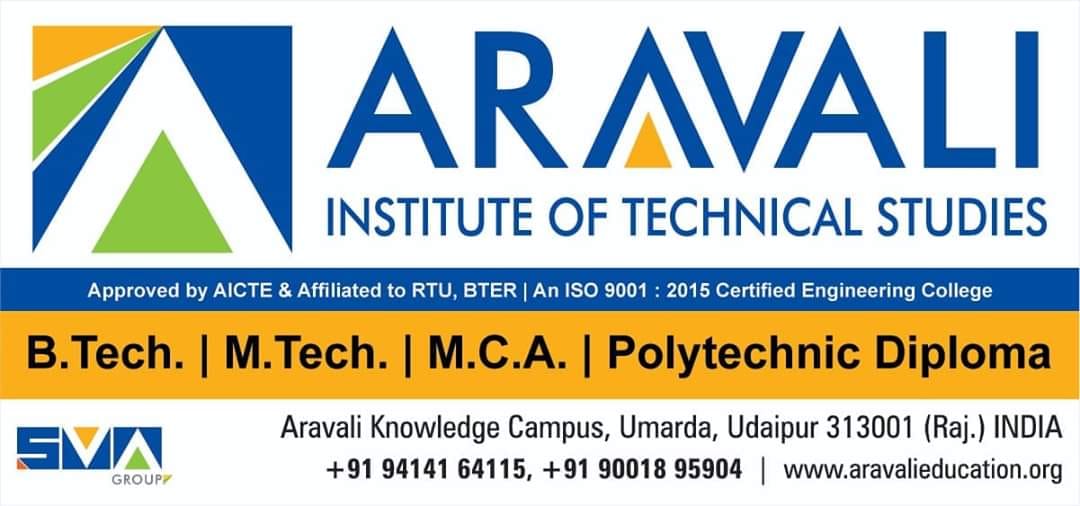 ARAVALI
INSTITUTE OF TECHNICAL STUDIES
Approved by AICTE & Affiliated to RTU, BTER | An ISO 9001 : 2015 Certified Engineering College
B.Tech. | M.Tech. | M.C.A. | Polytechnic Diploma
SMA
GROUP
Aravali Knowledge Campus, Umarda, Udaipur 313001 (Raj.) INDIA
+91 94141 64115, +91 90018 95904 | www.aravalieducation.org